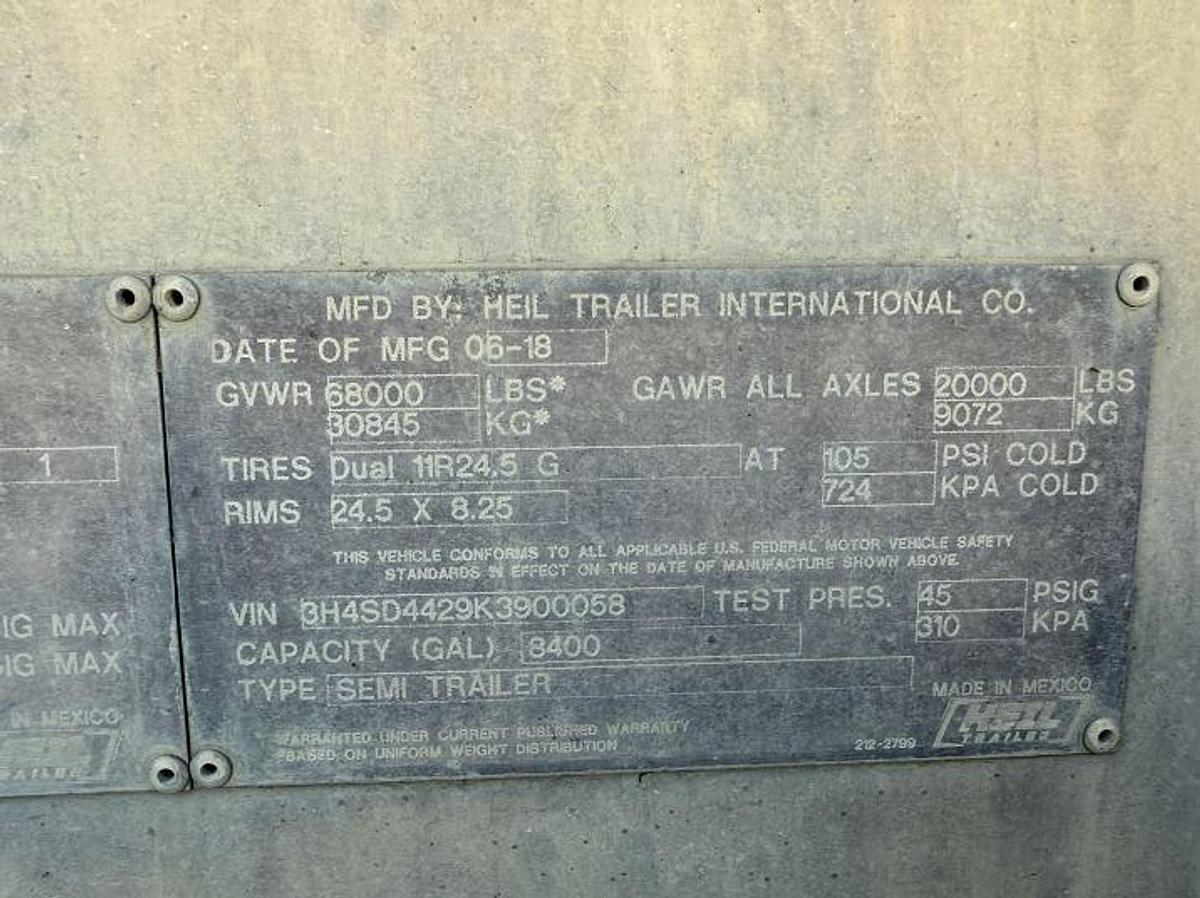 MFD BY: HEIL TRAILER INTERNATIONAL CO.
DATE OF MFG 06-18
GVWR 68000 LBS* GAWR ALL AXLES 20000 LBS
30845 KG* 9072 KG
TIRES Dual 11R24.5 G AT 105 PSI COLD
724 KPA COLD
RIMS 24.5 X 8.25
THIS VEHICLE CONFORMS TO ALL APPLICABLE U.S. FEDERAL MOTOR VEHICLE SAFETY
STANDARDS IN EFFECT ON THE DATE OF MANUFACTURE SHOWN ABOVE.
VIN 3H4SD4429K3900058 TEST PRES. 45 PSIG
310 KPA
CAPACITY (GAL) 8400
TYPE SEMI TRAILER
MADE IN MEXICO
WARRANTED UNDER CURRENT PUBLISHED WARRANTY
*BASED ON UNIFORM WEIGHT DISTRIBUTION
212-2799
HEIL
TRAILER
1
IG MAX
SIG MAX
IN MEXICO
TRAILER